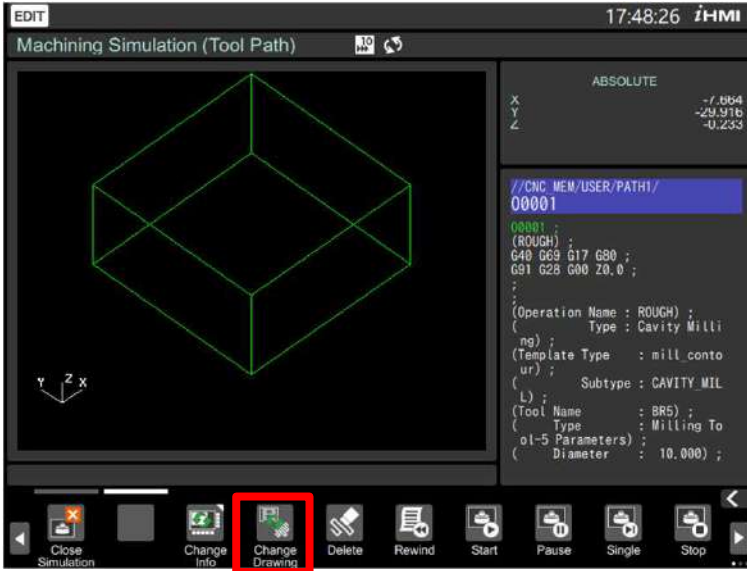 EDIT
17:48:26 iHMI
Machining Simulation (Tool Path)
10
ABSOLUTE
X -7.664
Y -29.916
Z -0.233
//CNC_MEM/USER/PATH1/
O0001
O0001 ;
(ROUGH) ;
G40 G69 G17 G80 ;
G91 G28 G00 Z0.0 ;
;
;
(Operation Name : ROUGH) ;
( Type : Cavity Milli
ng) ;
(Template Type : mill_conto
ur) ;
( Subtype : CAVITY_MIL
L) ;
(Tool Name : BR5) ;
( Type : Milling To
ol-5 Parameters) ;
( Diameter : 10.000) ;
Y Z X
Close
Simulation
Change
Info
Change
Drawing
Delete
Rewind
Start
Pause
Single
Stop